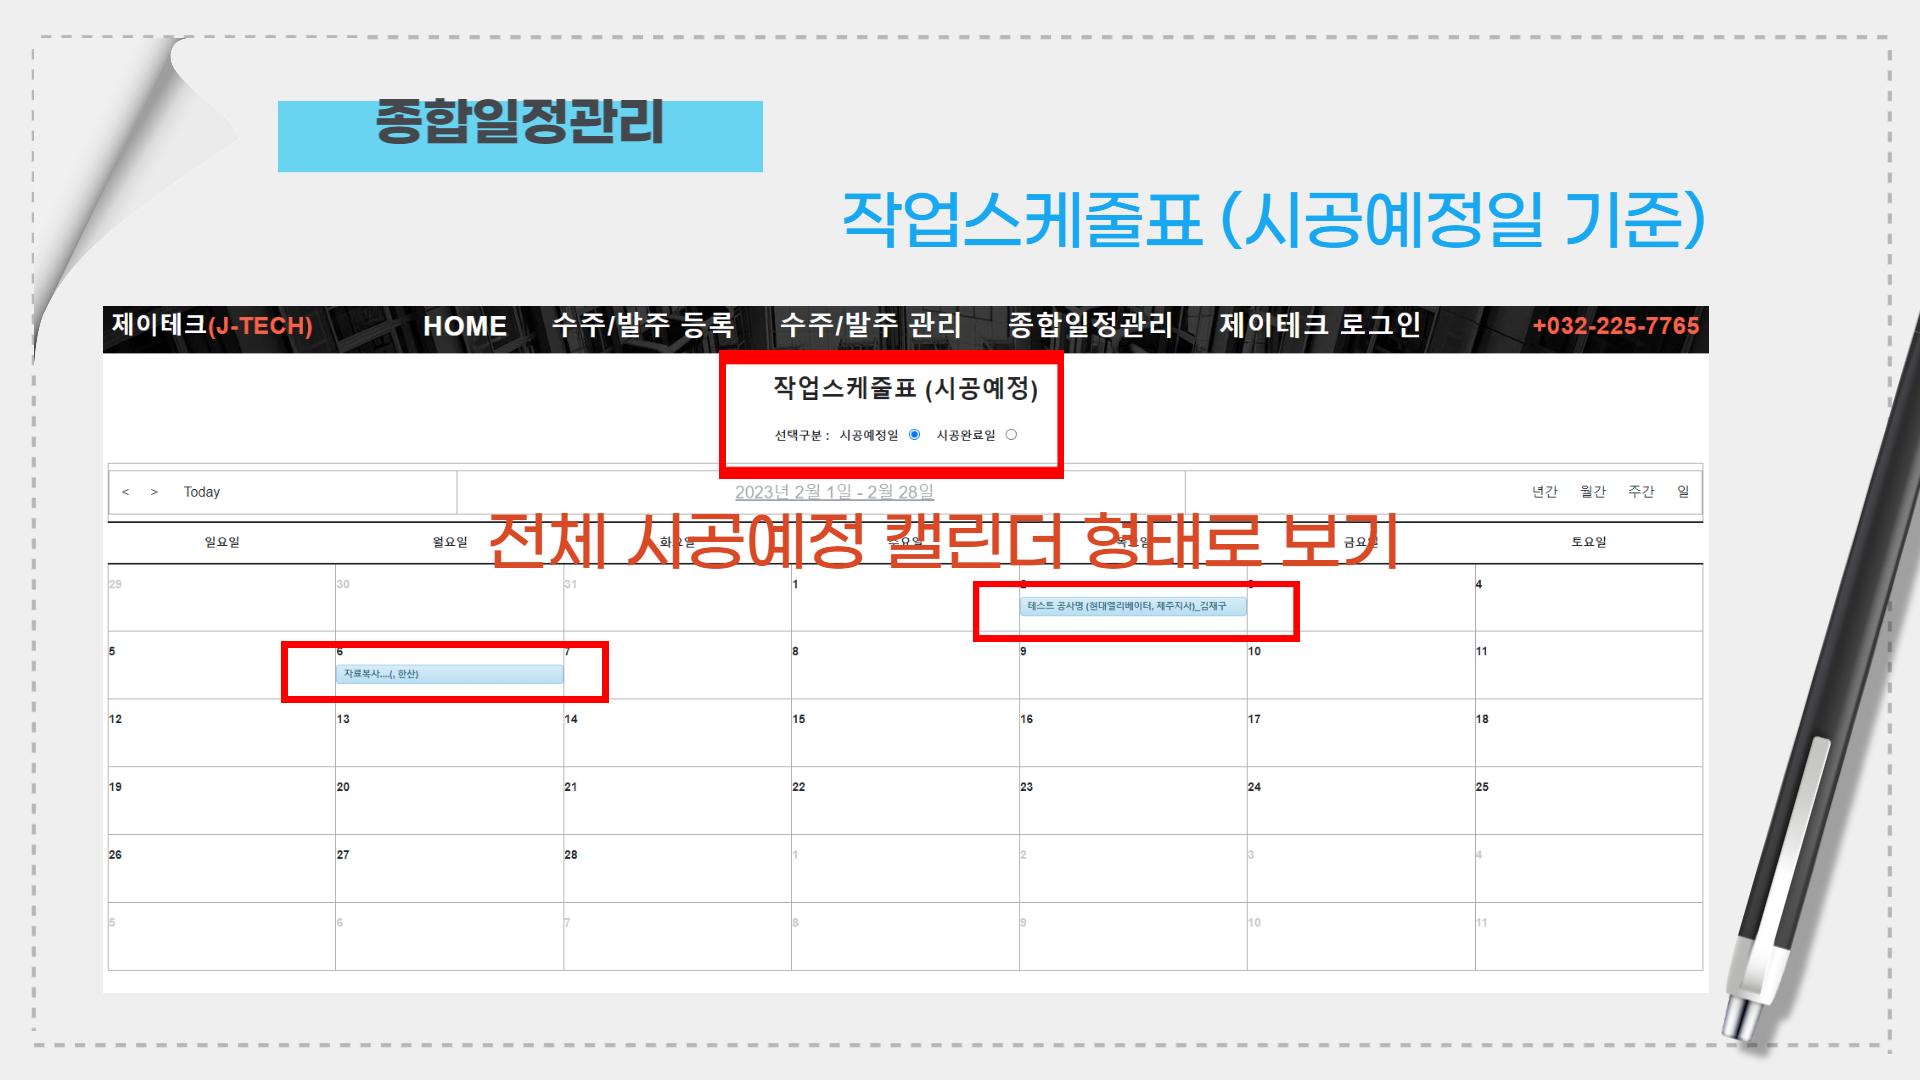 종합일정관리
작업스케줄표 (시공예정일 기준)
제이테크(J-TECH) HOME 수주/발주 등록 수주/발주 관리 종합일정관리 제이테크 로그인 +032-225-7765
작업스케줄표 (시공예정)
선택구분 : 시공예정일 시공완료일
< > Today 2023년 2월 1일 - 2월 28일 년간 월간 주간 일
전체 시공예정 캘린더 형태로 보기
일요일 월요일 화요일 수요일 목요일 금요일 토요일
29 30 31 1 2 3 4
테스트 공사명 (현대엘리베이터, 제주지사)_김재구
5 6 7 8 9 10 11
자료복사....(, 한산)
12 13 14 15 16 17 18
19 20 21 22 23 24 25
26 27 28 1 2 3 4
5 6 7 8 9 10 11